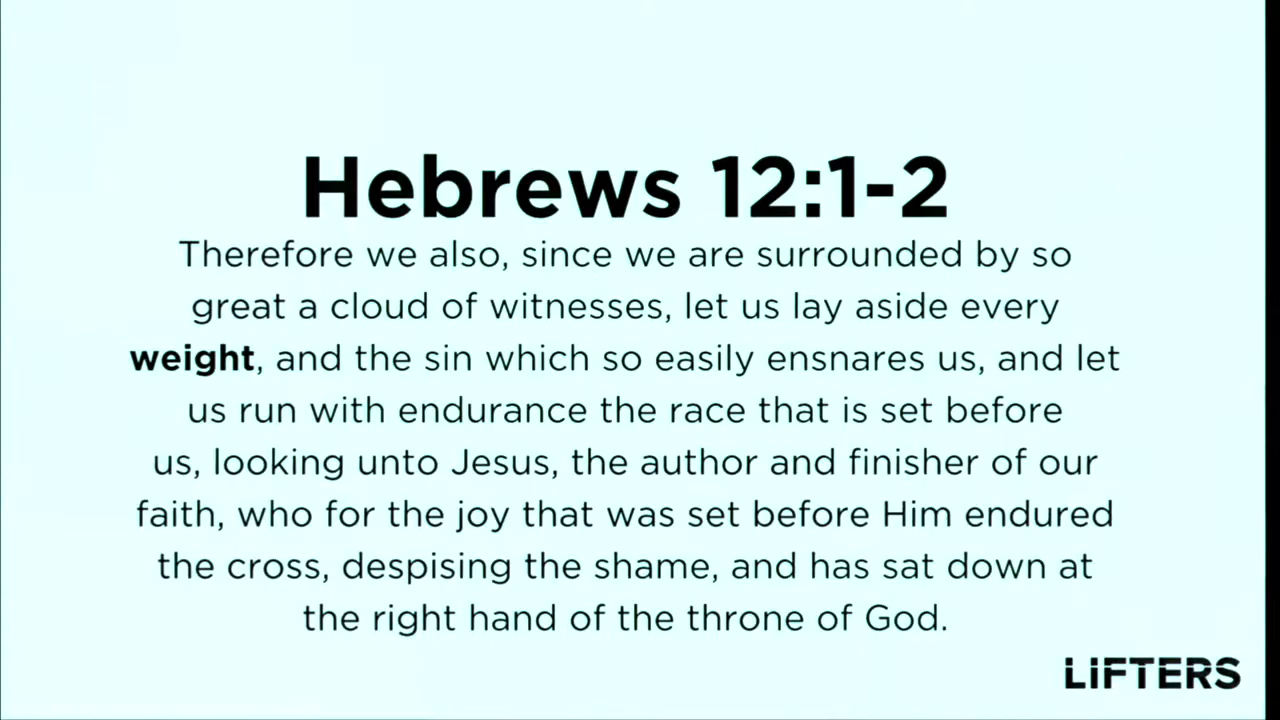 Hebrews 12:1-2
Therefore we also, since we are surrounded by so
great a cloud of witnesses, let us lay aside every
weight, and the sin which so easily ensnares us, and let
us run with endurance the race that is set before
us, looking unto Jesus, the author and finisher of our
faith, who for the joy that was set before Him endured
the cross, despising the shame, and has sat down at
the right hand of the throne of God.
LIFTERS